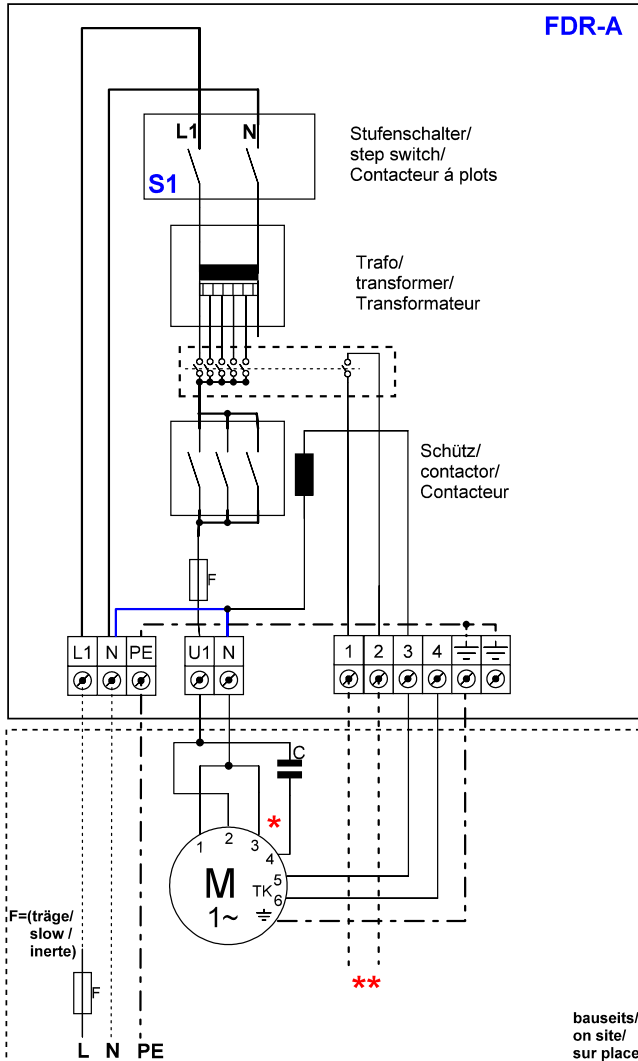 FDR-A
L1 N
S1
Stufenschalter/
step switch/
Contacteur á plots
Trafo/
transformer/
Transformateur
Schütz/
contactor/
Contacteur
F
L1 N PE U1 N 1 2 3 4
C
*
1 2 3 4
5
TK 6
M
1~
F=(träge/
slow /
inerte)
F
**
L N PE
bauseits/
on site/
sur place